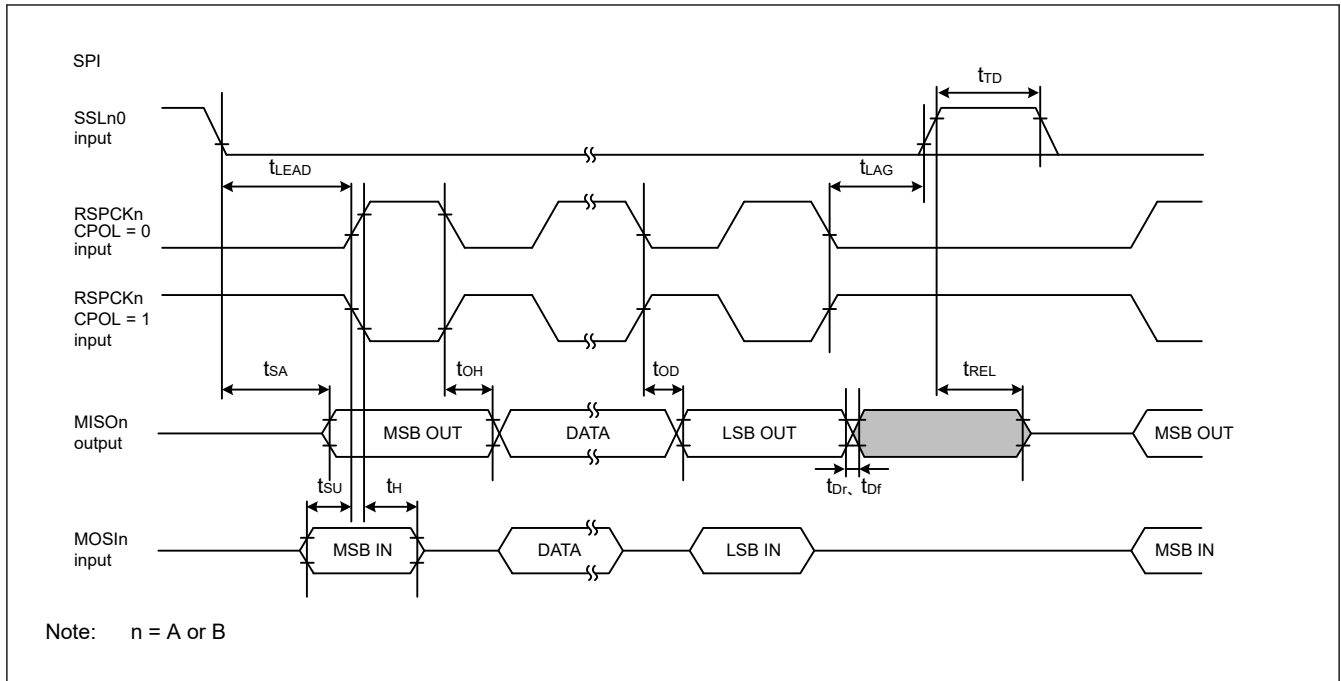 SPI
tTD
SSLn0
input
tLEAD
tLAG
RSPCKn
CPOL = 0
input
RSPCKn
CPOL = 1
input
tSA
tOH
tOD
tREL
MISOn
output
MSB OUT
DATA
LSB OUT
MSB OUT
tSU
tH
tDr、tDf
MOSIn
input
MSB IN
DATA
LSB IN
MSB IN
Note: n = A or B